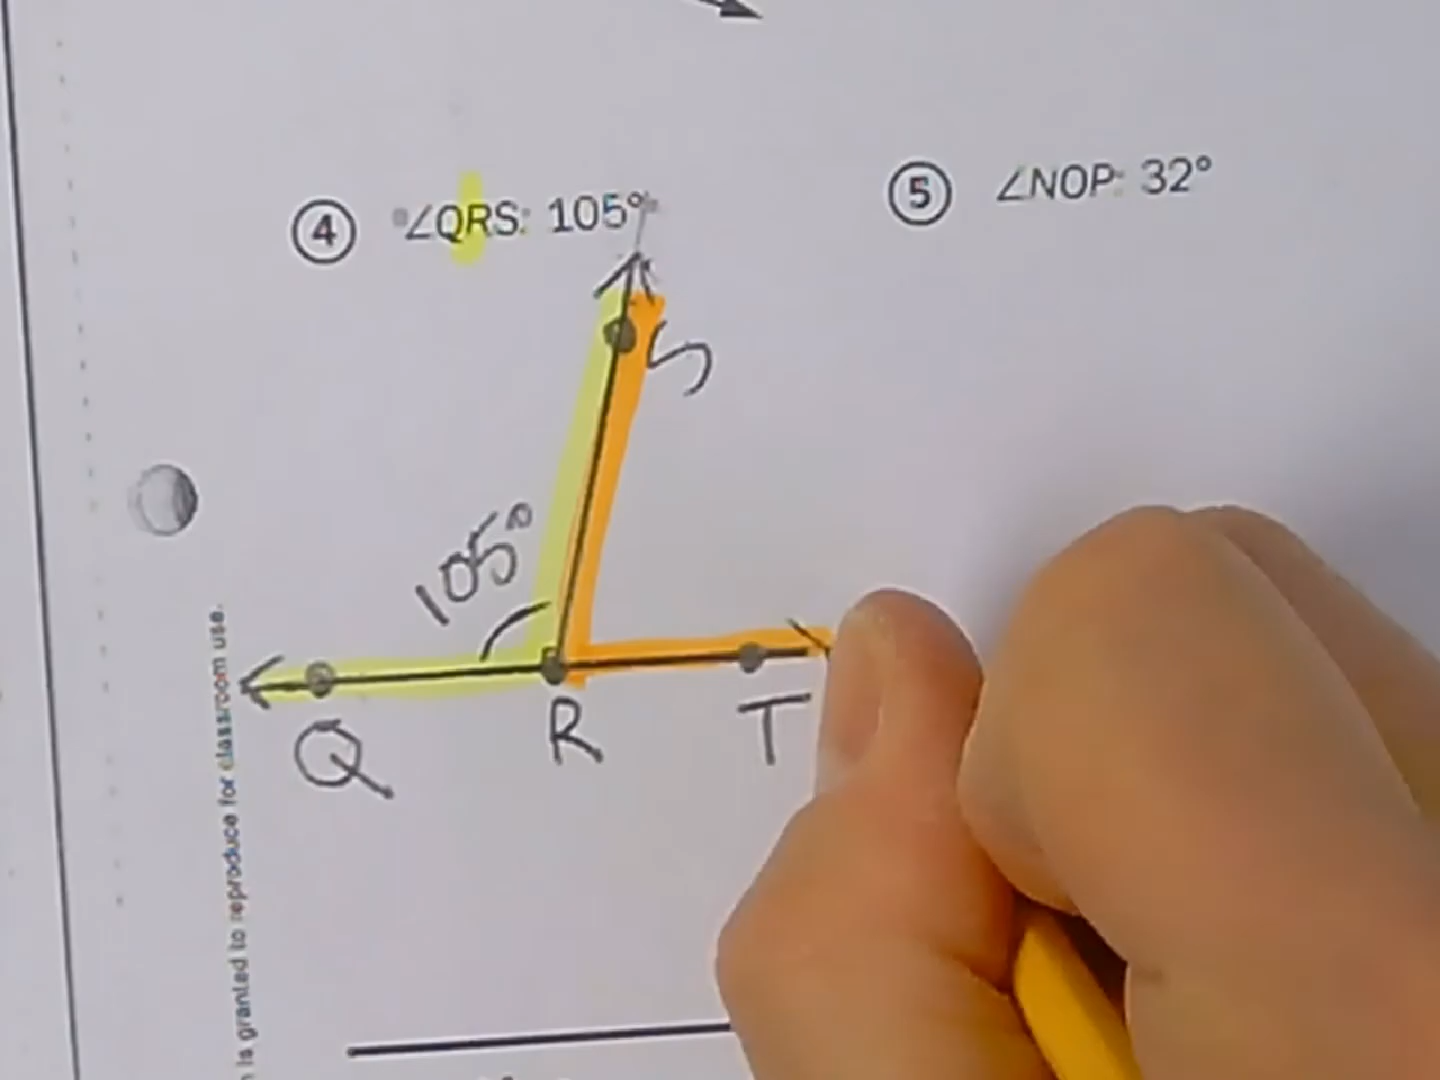 4 ∠QRS: 105°
5 ∠NOP: 32°
S
105°
Q R T
is granted to reproduce for classroom use.